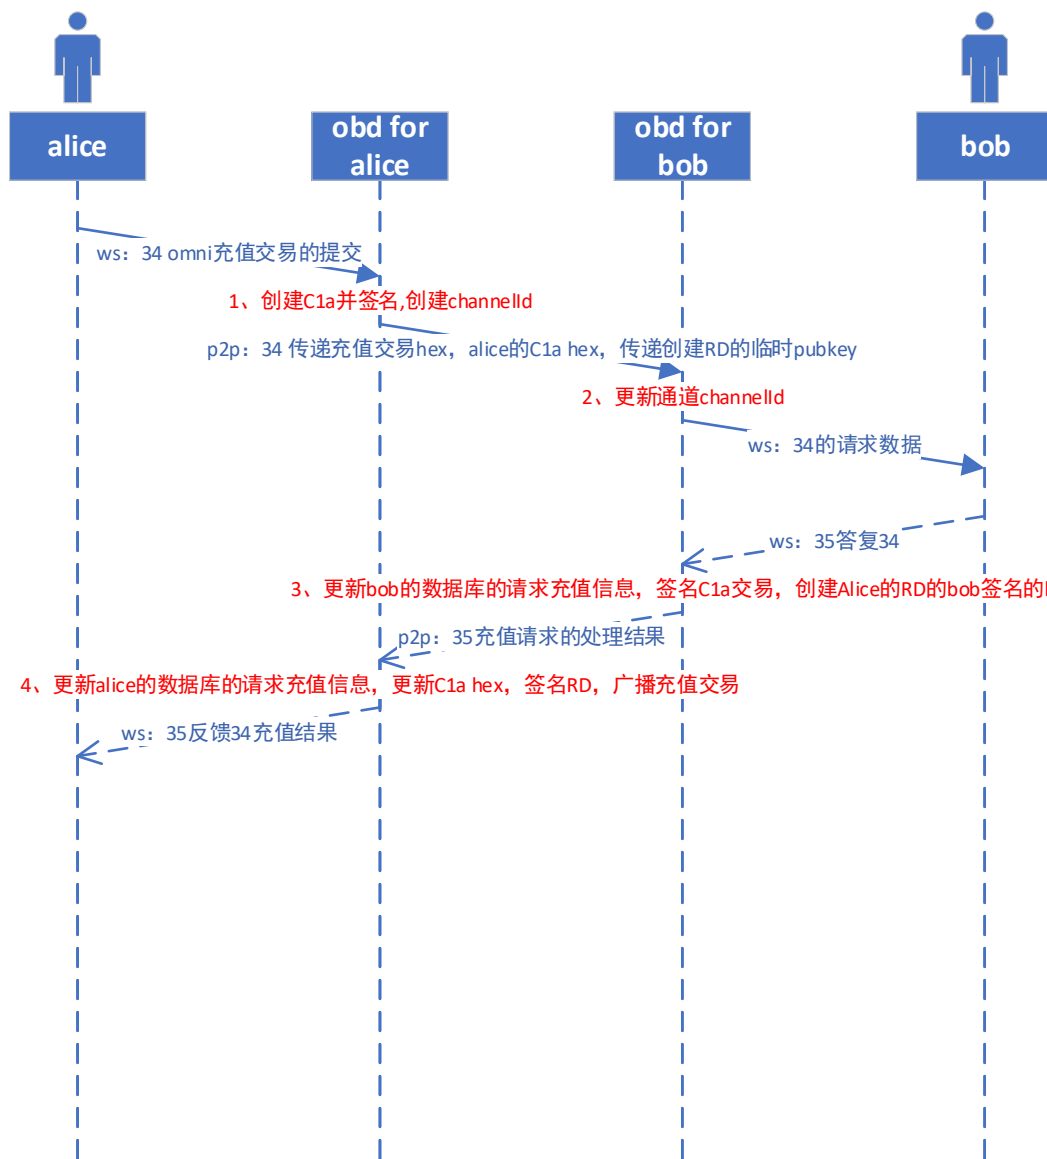 alice
obd for
alice
obd for
bob
bob
ws：34 omni充值交易的提交
1、创建C1a并签名,创建channelId
p2p：34 传递充值交易hex，alice的C1a hex，传递创建RD的临时pubkey
2、更新通道channelId
ws：34的请求数据
ws：35答复34
3、更新bob的数据库的请求充值信息，签名C1a交易，创建Alice的RD的bob签名的
p2p：35充值请求的处理结果
4、更新alice的数据库的请求充值信息，更新C1a hex，签名RD，广播充值交易
ws：35反馈34充值结果